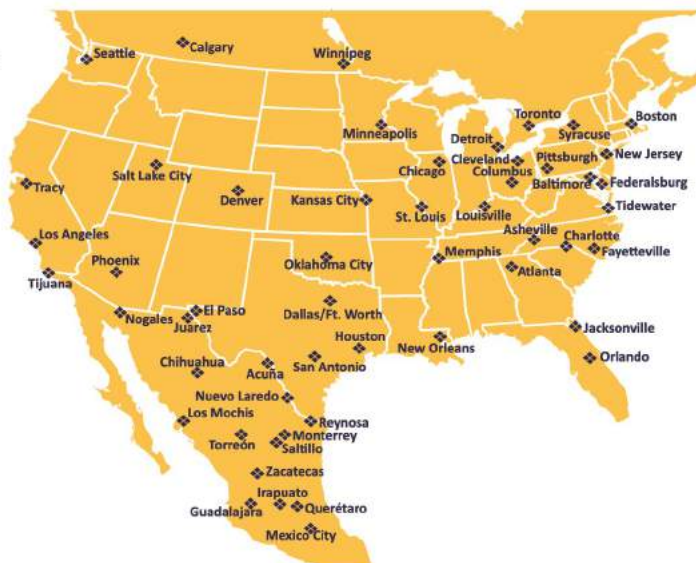 Calgary
Seattle
Winnipeg
Minneapolis
Toronto
Boston
Syracuse
Detroit
New Jersey
Cleveland
Pittsburgh
Chicago
Columbus
Salt Lake City
Baltimore
Federalsburg
Tracy
Denver
Kansas City
St. Louis
Louisville
Tidewater
Asheville
Los Angeles
Charlotte
Fayetteville
Phoenix
Memphis
Oklahoma City
Atlanta
Tijuana
El Paso
Dallas/Ft. Worth
Nogales
Juarez
Jacksonville
Houston
New Orleans
Orlando
Chihuahua
Acuña
San Antonio
Nuevo Laredo
Los Mochis
Reynosa
Monterrey
Torreón
Saltillo
Zacatecas
Irapuato
Guadalajara
Querétaro
Mexico City